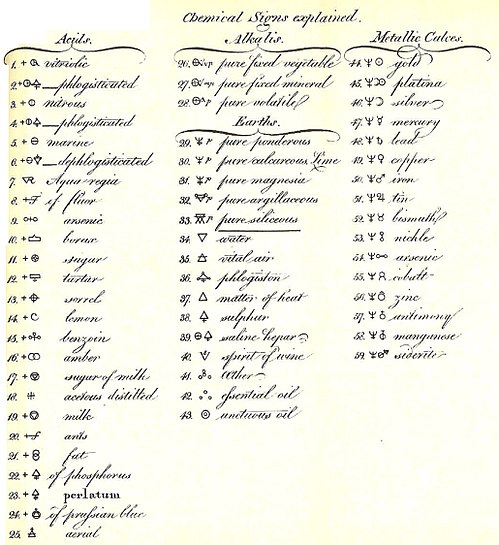 Chemical Signs explained.
Acids.
1. vitriolic
2. phlogisticated
3. nitrous
4. phlogisticated
5. marine
6. dephlogisticated
7. Aqua regia
8. of fluor
9. arsenic
10. borax
11. sugar
12. tartar
13. sorrel
14. lemon
15. benzoin
16. amber
17. sugar of milk
18. acetous distilled
19. milk
20. ants
21. fat
22. of phosphorus
23. perlatum
24. of prussian blue
25. aerial
Alkalis.
26. pure fixed vegetable
27. pure fixed mineral
28. pure volatile
Earths.
29. pure ponderous
30. pure calcareous, Lime
31. pure magnesia
32. pure argillaceous
33. pure siliceous
34. water
35. vital air
36. phlogiston
37. matter of heat
38. sulphur
39. saline hepar
40. spirit of wine
41. æther
42. essential oil
43. unctuous oil
Metallic Calces.
44. gold
45. platina
46. silver
47. mercury
48. lead
49. copper
50. iron
51. tin
52. bismuth
53. nickle
54. arsenic
55. cobalt
56. zinc
57. antimony
58. manganese
59. siderite